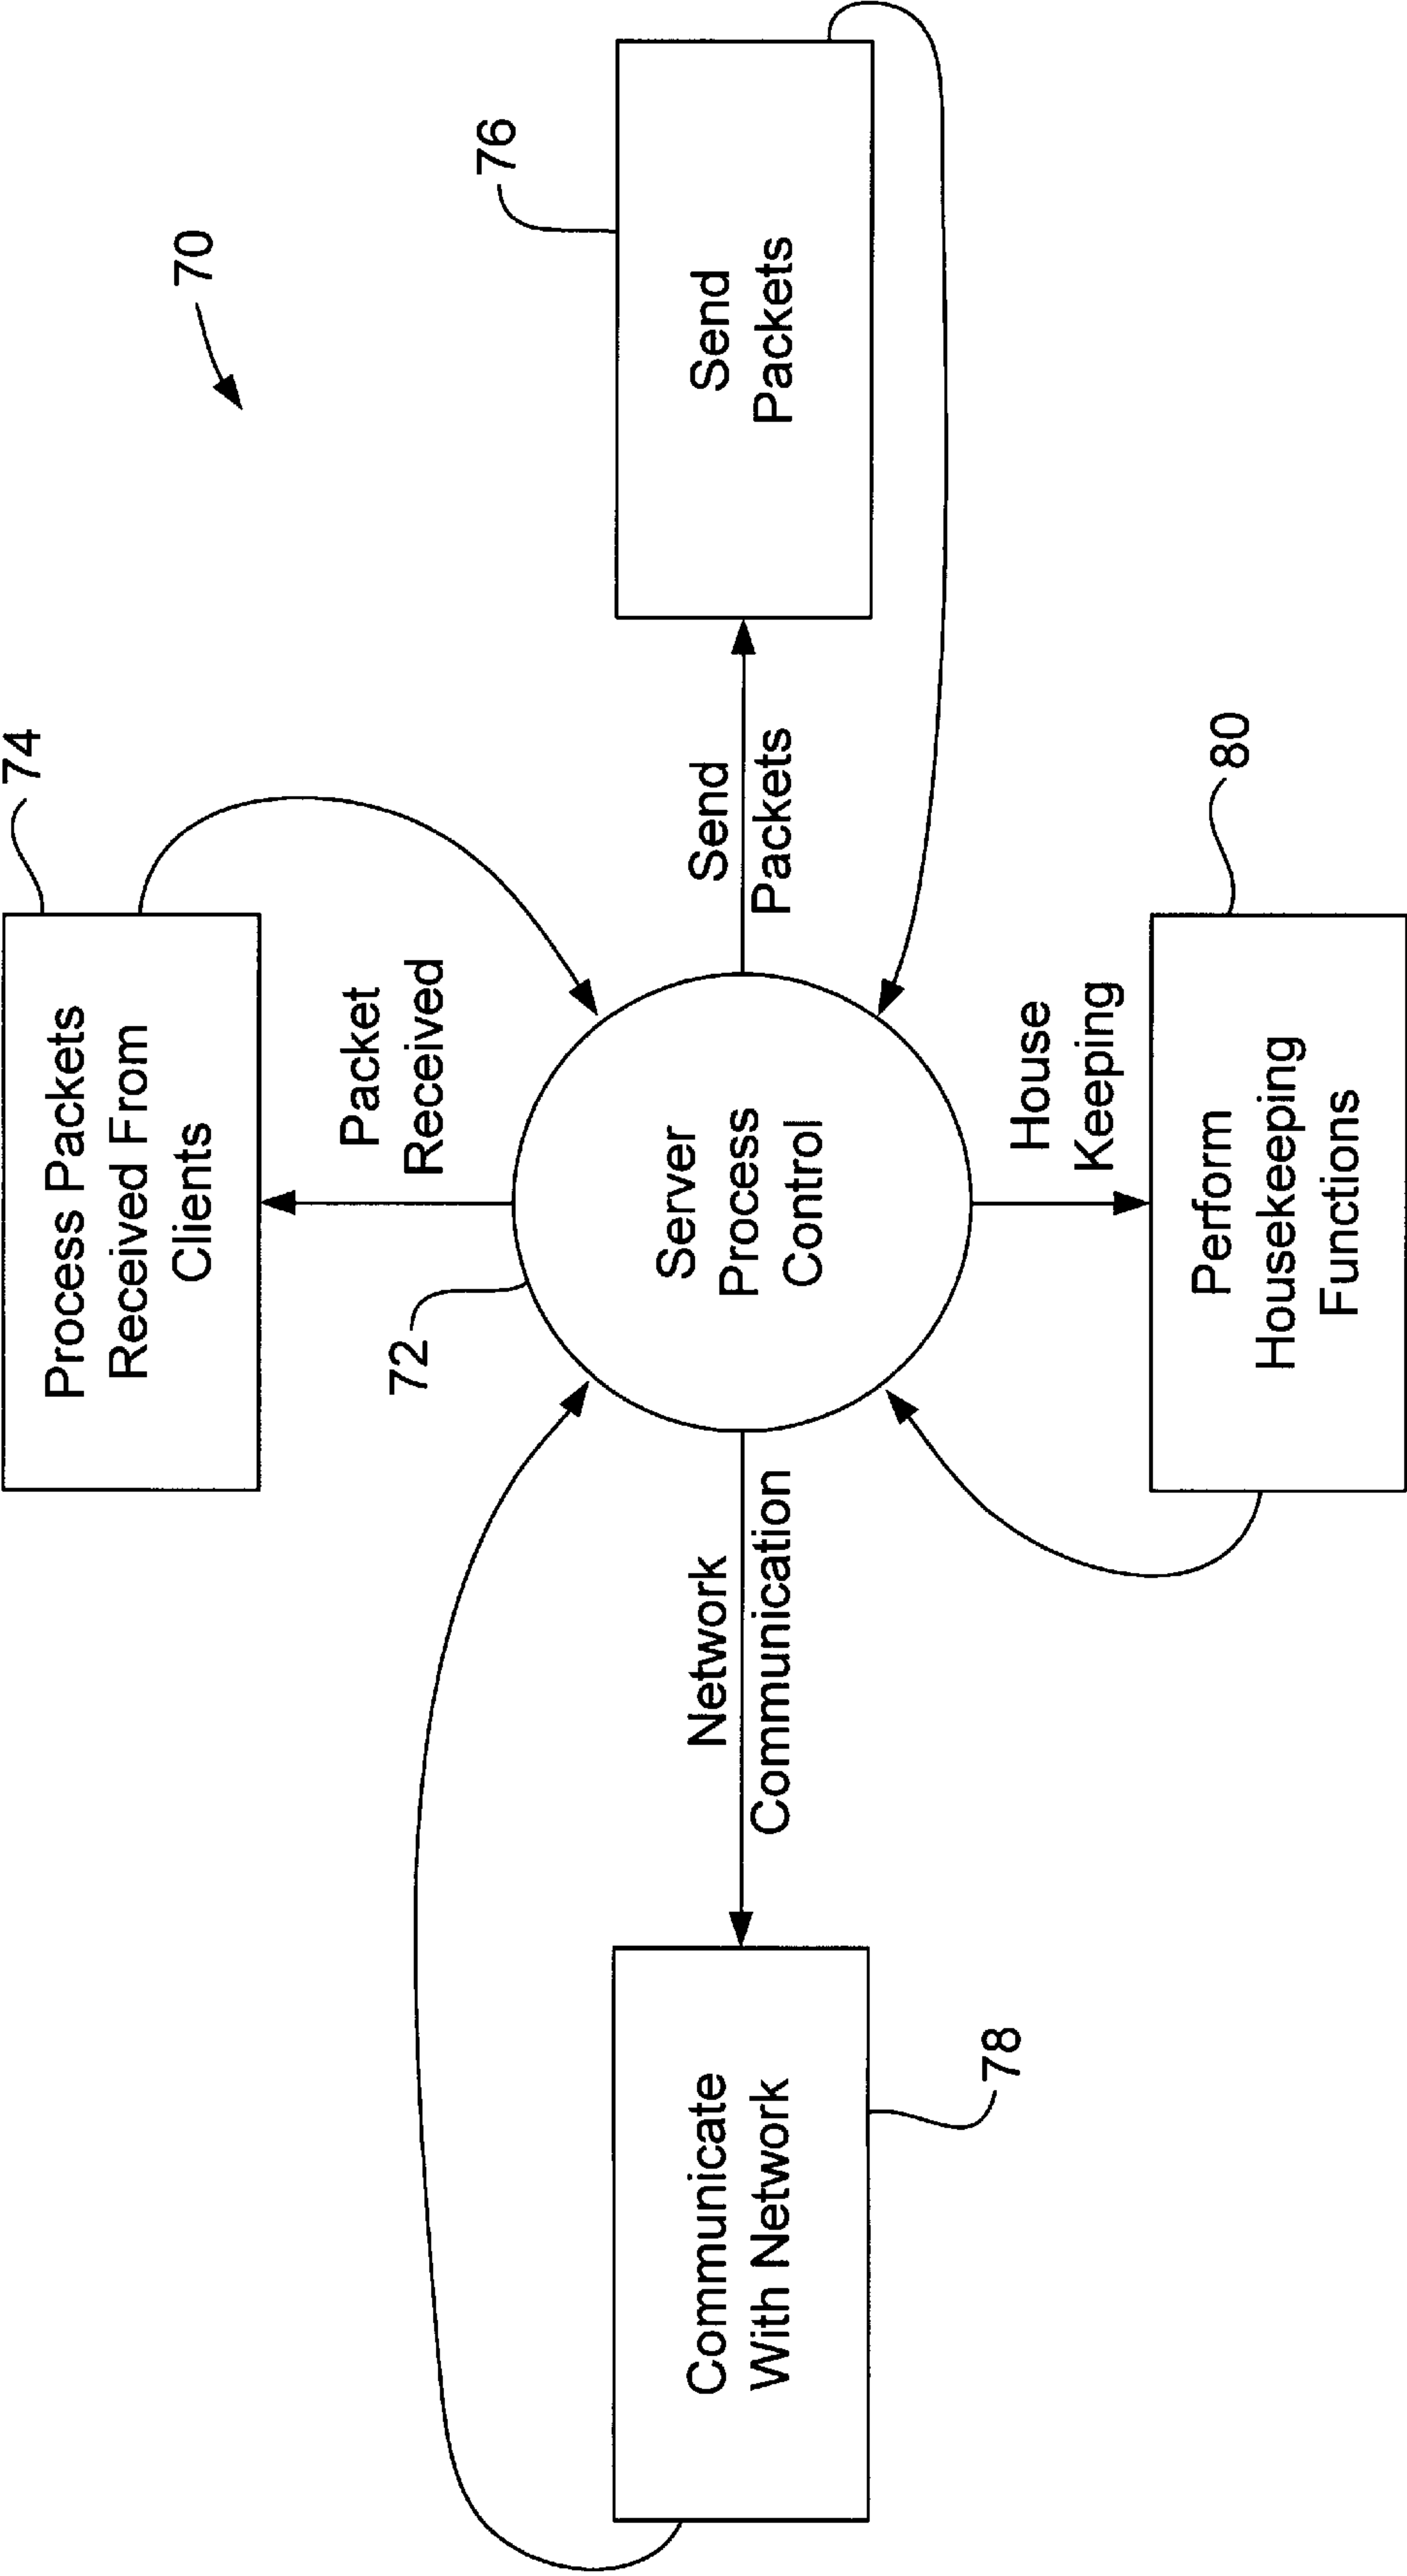 74
Process Packets
Received From
Clients
70
Packet
Received
76
72
Communicate
With Network
Network
Communication
Server
Process
Control
Send
Packets
Send
Packets
78
House
Keeping
80
Perform
Housekeeping
Functions